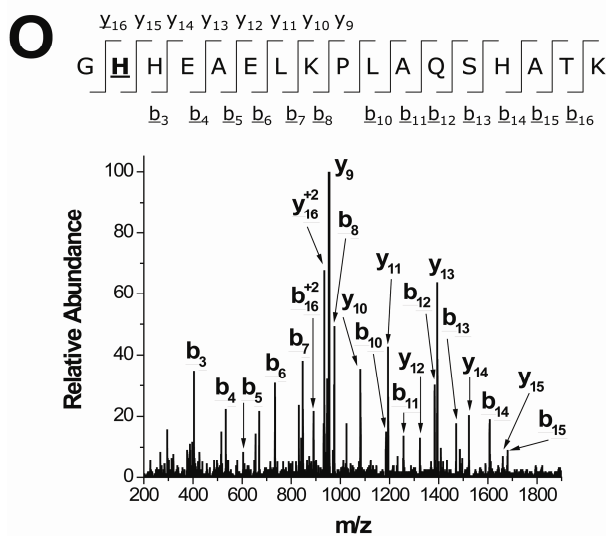 O
y16 y15 y14 y13 y12 y11 y10 y9
G H H E A E L K P L A Q S H A T K
b3 b4 b5 b6 b7 b8 b10 b11 b12 b13 b14 b15 b16
Relative Abundance
100
80
60
40
20
0
y9
y16+2
b8
y11
y13
b16+2
y10
b12
b10
b13
b3
b7
b6
y12
y14
b4
b5
b11
b14
y15
b15
200 400 600 800 1000 1200 1400 1600 1800
m/z